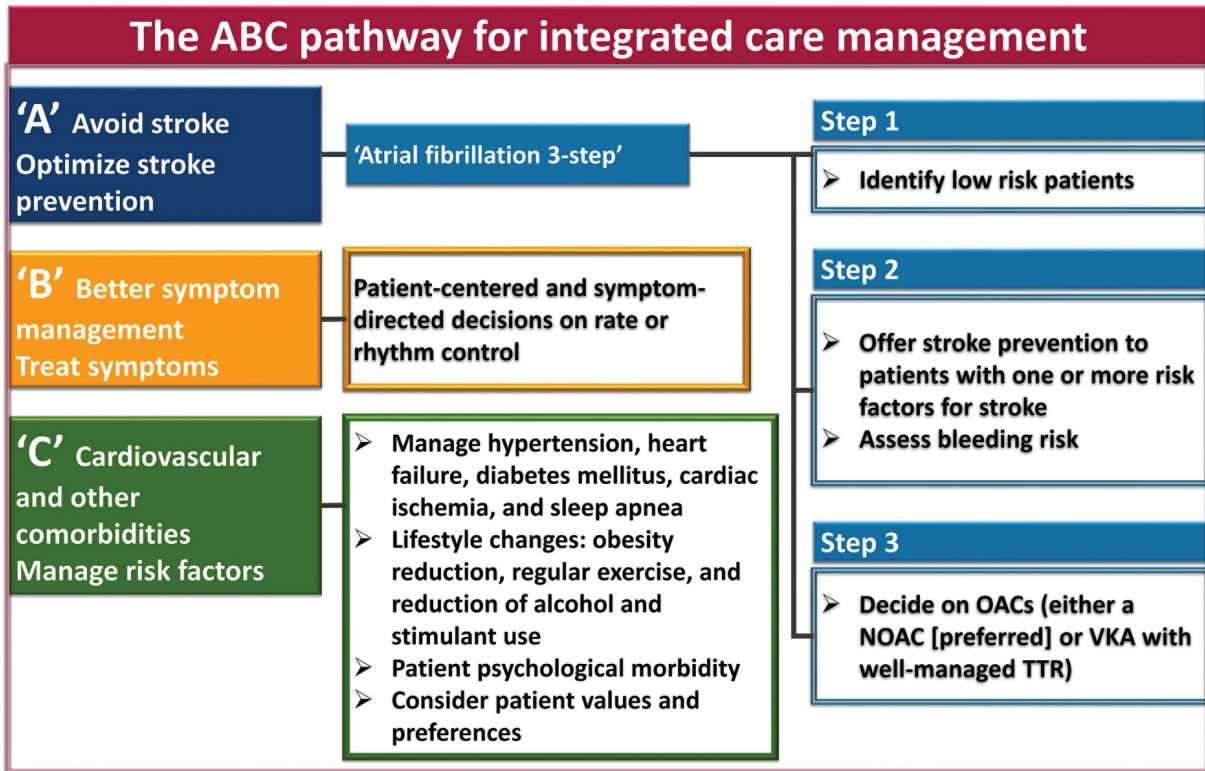 The ABC pathway for integrated care management
‘A’ Avoid stroke
Optimize stroke
prevention
‘Atrial fibrillation 3-step’
Step 1
➢ Identify low risk patients
Step 2
➢ Offer stroke prevention to
patients with one or more risk
factors for stroke
➢ Assess bleeding risk
Step 3
➢ Decide on OACs (either a
NOAC [preferred] or VKA with
well-managed TTR)
‘B’ Better symptom
management
Treat symptoms
Patient-centered and symptom-
directed decisions on rate or
rhythm control
‘C’ Cardiovascular
and other
comorbidities
Manage risk factors
➢ Manage hypertension, heart
failure, diabetes mellitus, cardiac
ischemia, and sleep apnea
➢ Lifestyle changes: obesity
reduction, regular exercise, and
reduction of alcohol and
stimulant use
➢ Patient psychological morbidity
➢ Consider patient values and
preferences